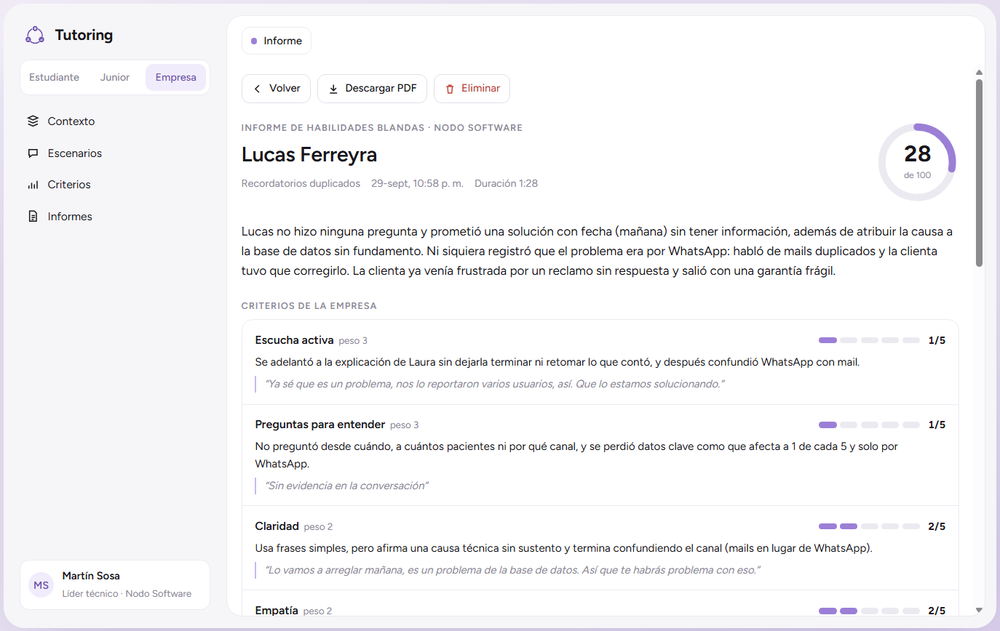 Tutoring
Estudiante Junior Empresa
Contexto
Escenarios
Criterios
Informes
MS
Martín Sosa
Líder técnico · Nodo Software
Informe
Volver Descargar PDF Eliminar
INFORME DE HABILIDADES BLANDAS · NODO SOFTWARE
Lucas Ferreyra
Recordatorios duplicados 29-sept, 10:58 p. m. Duración 1:28
28
de 100
Lucas no hizo ninguna pregunta y prometió una solución con fecha (mañana) sin tener información, además de atribuir la causa a
la base de datos sin fundamento. Ni siquiera registró que el problema era por WhatsApp: habló de mails duplicados y la clienta
tuvo que corregirlo. La clienta ya venía frustrada por un reclamo sin respuesta y salió con una garantía frágil.
CRITERIOS DE LA EMPRESA
Escucha activa peso 3 1/5
Se adelantó a la explicación de Laura sin dejarla terminar ni retomar lo que contó, y después confundió WhatsApp con mail.
“Ya sé que es un problema, nos lo reportaron varios usuarios, así. Que lo estamos solucionando.”
Preguntas para entender peso 3 1/5
No preguntó desde cuándo, a cuántos pacientes ni por qué canal, y se perdió datos clave como que afecta a 1 de cada 5 y solo por
WhatsApp.
“Sin evidencia en la conversación”
Claridad peso 2 2/5
Usa frases simples, pero afirma una causa técnica sin sustento y termina confundiendo el canal (mails en lugar de WhatsApp).
“Lo vamos a arreglar mañana, es un problema de la base de datos. Así que te habrás problema con eso.”
Empatía peso 2 2/5